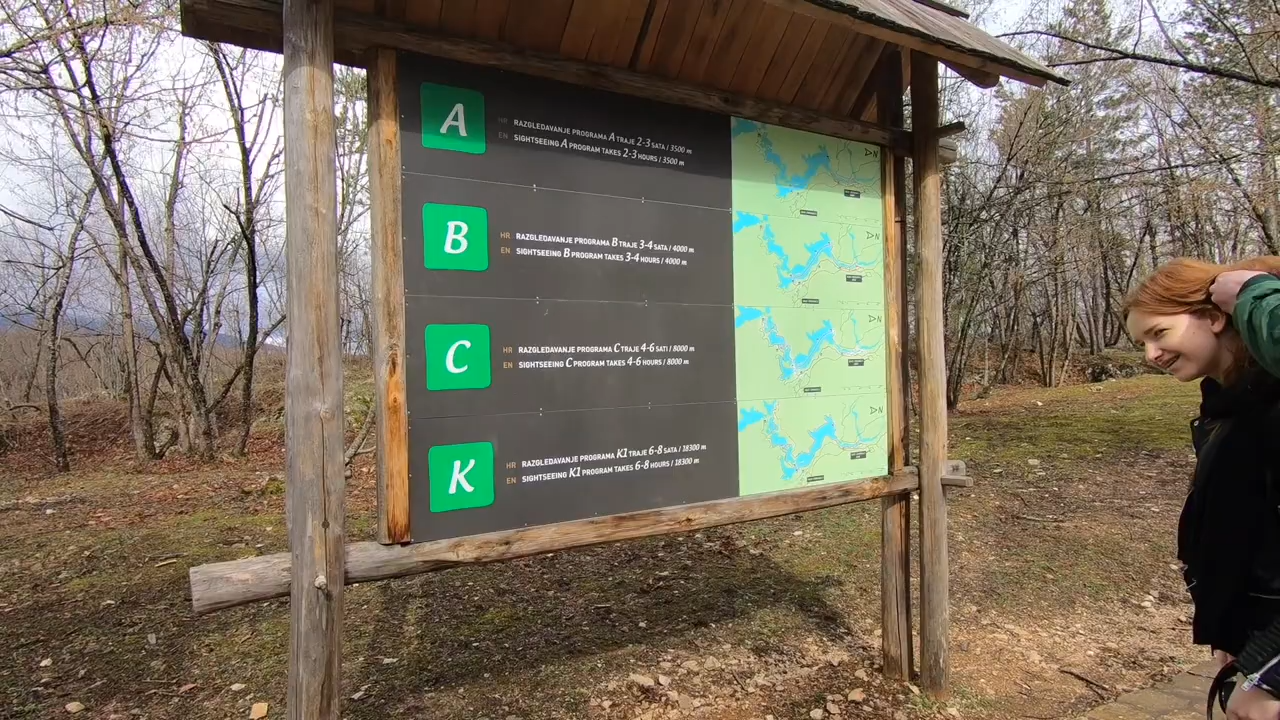 A
HR RAZGLEDAVANJE PROGRAMA A TRAJE 2-3 SATA / 3500 m
EN SIGHTSEEING A PROGRAM TAKES 2-3 HOURS / 3500 m
B
HR RAZGLEDAVANJE PROGRAMA B TRAJE 3-4 SATA / 4000 m
EN SIGHTSEEING B PROGRAM TAKES 3-4 HOURS / 4000 m
C
HR RAZGLEDAVANJE PROGRAMA C TRAJE 4-6 SATI / 8000 m
EN SIGHTSEEING C PROGRAM TAKES 4-6 HOURS / 8000 m
K
HR RAZGLEDAVANJE PROGRAMA K1 TRAJE 6-8 SATA / 18300 m
EN SIGHTSEEING K1 PROGRAM TAKES 6-8 HOURS / 18300 m
N
N
N
N